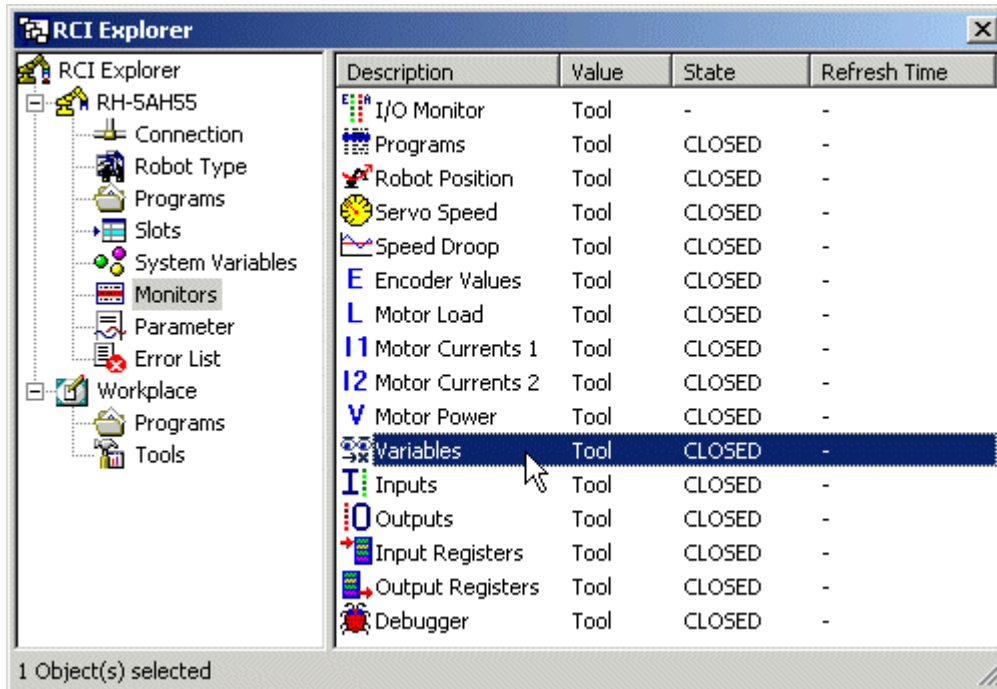 RCI Explorer
RCI Explorer
RH-5AH55
Connection
Robot Type
Programs
Slots
System Variables
Monitors
Parameter
Error List
Workplace
Programs
Tools
Description Value State Refresh Time
I/O Monitor Tool - -
Programs Tool CLOSED -
Robot Position Tool CLOSED -
Servo Speed Tool CLOSED -
Speed Droop Tool CLOSED -
E Encoder Values Tool CLOSED -
L Motor Load Tool CLOSED -
I1 Motor Currents 1 Tool CLOSED -
I2 Motor Currents 2 Tool CLOSED -
V Motor Power Tool CLOSED -
Variables Tool CLOSED -
I Inputs Tool CLOSED -
O Outputs Tool CLOSED -
Input Registers Tool CLOSED -
Output Registers Tool CLOSED -
Debugger Tool CLOSED -
1 Object(s) selected